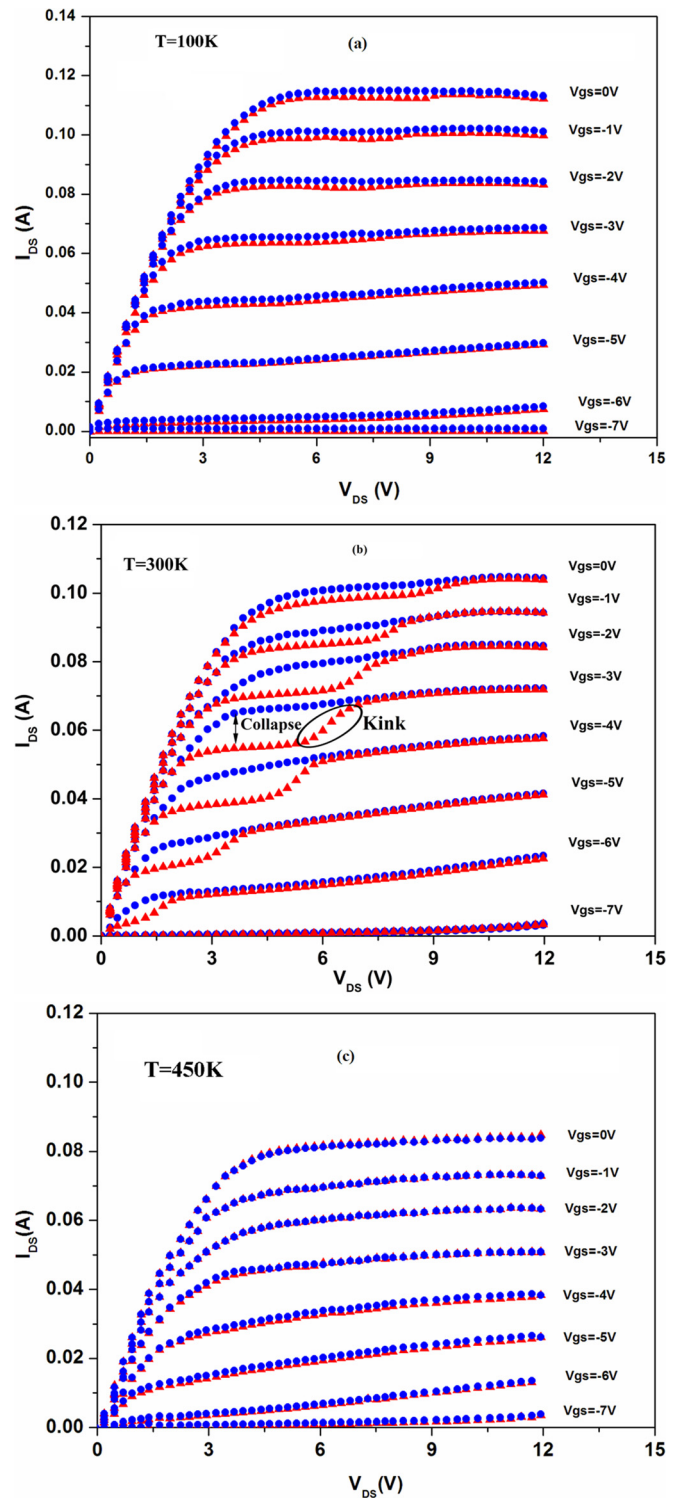 0.14
T=100K
(a)
0.12
Vgs=0V
Vgs=-1V
0.10
Vgs=-2V
0.08
Vgs=-3V
0.06
Vgs=-4V
0.04
Vgs=-5V
0.02
Vgs=-6V
Vgs=-7V
0.00
0 3 6 9 12 15
I_DS (A)
V_DS (V)
0.12
T=300K
(b)
Vgs=0V
0.10
Vgs=-1V
Vgs=-2V
0.08
Vgs=-3V
Collapse
Kink
0.06
Vgs=-4V
Vgs=-5V
0.04
Vgs=-6V
0.02
Vgs=-7V
0.00
0 3 6 9 12 15
I_DS (A)
V_DS (V)
0.12
T=450K
(c)
0.10
Vgs=0V
0.08
Vgs=-1V
Vgs=-2V
0.06
Vgs=-3V
Vgs=-4V
0.04
Vgs=-5V
0.02
Vgs=-6V
Vgs=-7V
0.00
0 3 6 9 12 15
I_DS(A)
V_DS(V)